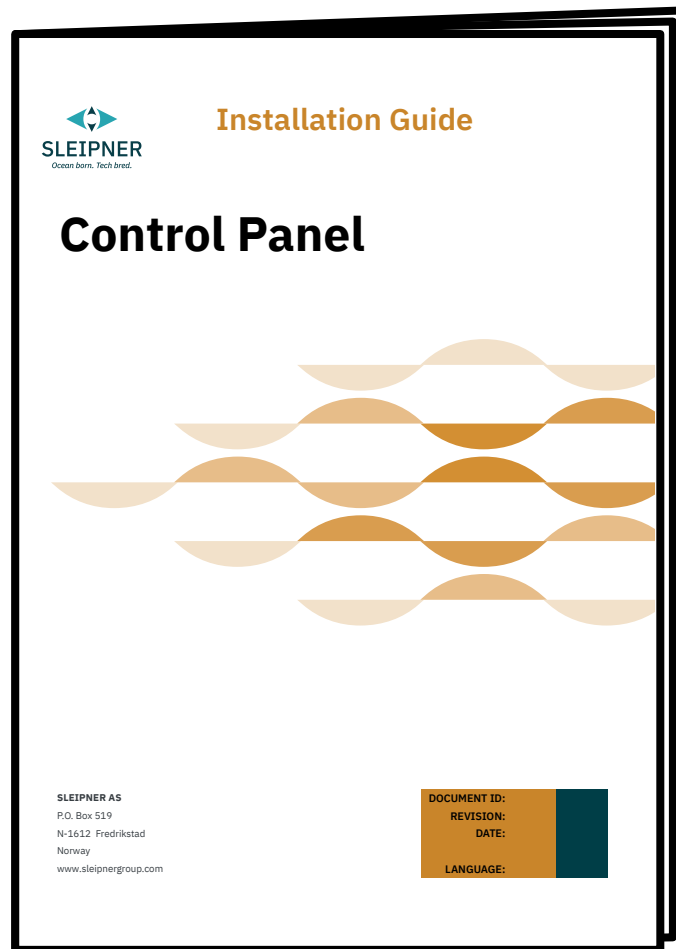 Installation Guide
SLEIPNER
Ocean born. Tech bred.
Control Panel
SLEIPNER AS
P.O. Box 519
N-1612 Fredrikstad
Norway
www.sleipnergroup.com
DOCUMENT ID:
REVISION:
DATE:
LANGUAGE: